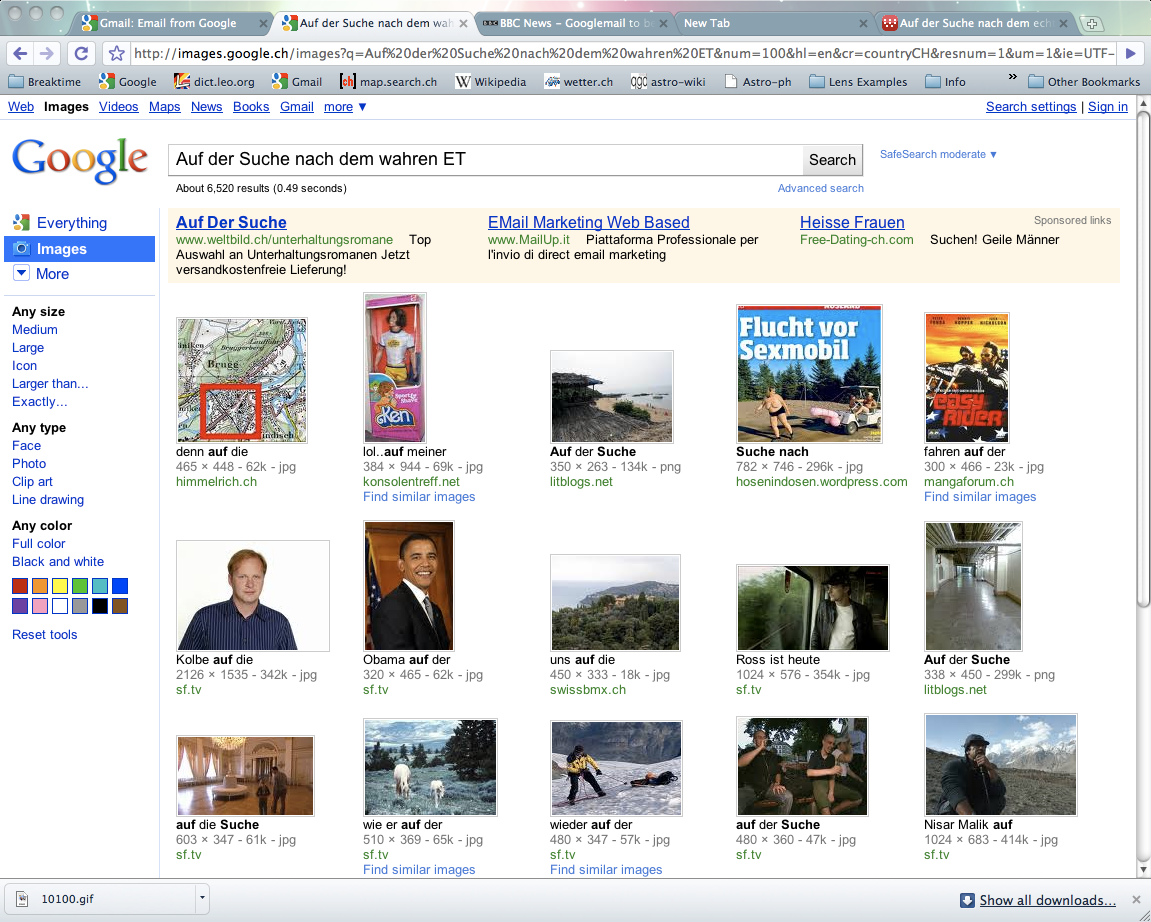 Gmail: Email from Google
Auf der Suche nach dem wah
BBC News – Googlemail to b
New Tab
Auf der Suche nach dem ech
http://images.google.ch/images?q=Auf%20der%20Suche%20nach%20dem%20wahren%20ET&num=100&hl=en&cr=countryCH&resnum=1&um=1&ie=UTF-
Breaktime
Google
dict.leo.org
Gmail
map.search.ch
Wikipedia
wetter.ch
astro-wiki
Astro-ph
Lens Examples
Info
»
Other Bookmarks
Web Images Videos Maps News Books Gmail more ▼
Search settings | Sign in
Google
Auf der Suche nach dem wahren ET
Search
SafeSearch moderate ▼
About 6,520 results (0.49 seconds)
Advanced search
Everything
Images
More
Any size
Medium
Large
Icon
Larger than...
Exactly...
Any type
Face
Photo
Clip art
Line drawing
Any color
Full color
Black and white
Reset tools
Auf Der Suche
www.weltbild.ch/unterhaltungsromane Top
Auswahl an Unterhaltungsromanen Jetzt
versandkostenfreie Lieferung!
EMail Marketing Web Based
www.MailUp.it Piattaforma Professionale per
l'invio di direct email marketing
Heisse Frauen
Free-Dating-ch.com Suchen! Geile Männer
Sponsored links
Brugg
denn auf die
465 × 448 - 62k - jpg
himmelrich.ch
Ken
lol..auf meiner
384 × 944 - 69k - jpg
konsolentreff.net
Find similar images
Auf der Suche
350 × 263 - 134k - png
litblogs.net
Flucht vor
Sexmobil
Suche nach
782 × 746 - 296k - jpg
hosenindosen.wordpress.com
easy
RIDER
fahren auf der
300 × 466 - 23k - jpg
mangaforum.ch
Find similar images
Kolbe auf die
2126 × 1535 - 342k - jpg
sf.tv
Obama auf der
320 × 465 - 62k - jpg
sf.tv
uns auf die
450 × 333 - 18k - jpg
swissbmx.ch
Ross ist heute
1024 × 576 - 354k - jpg
sf.tv
Auf der Suche
338 × 450 - 299k - png
litblogs.net
auf die Suche
603 × 347 - 61k - jpg
sf.tv
wie er auf der
510 × 369 - 65k - jpg
sf.tv
Find similar images
wieder auf der
480 × 347 - 57k - jpg
sf.tv
Find similar images
auf der Suche
480 × 360 - 47k - jpg
sf.tv
Nisar Malik auf
1024 × 683 - 414k - jpg
sf.tv
10100.gif
Show all downloads...